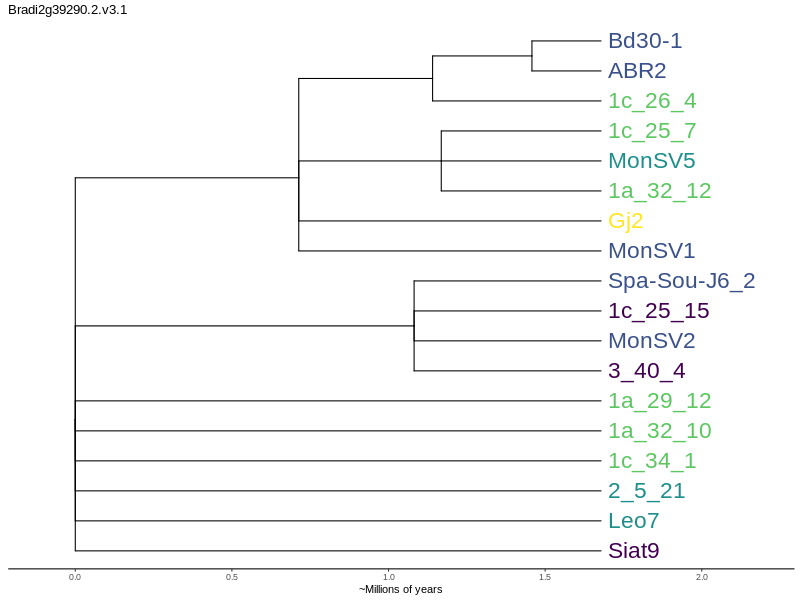 Bradi2g39290.2.v3.1
Bd30-1
ABR2
1c_26_4
1c_25_7
MonSV5
1a_32_12
Gj2
MonSV1
Spa-Sou-J6_2
1c_25_15
MonSV2
3_40_4
1a_29_12
1a_32_10
1c_34_1
2_5_21
Leo7
Siat9
0.0 0.5 1.0 1.5 2.0
~Millions of years